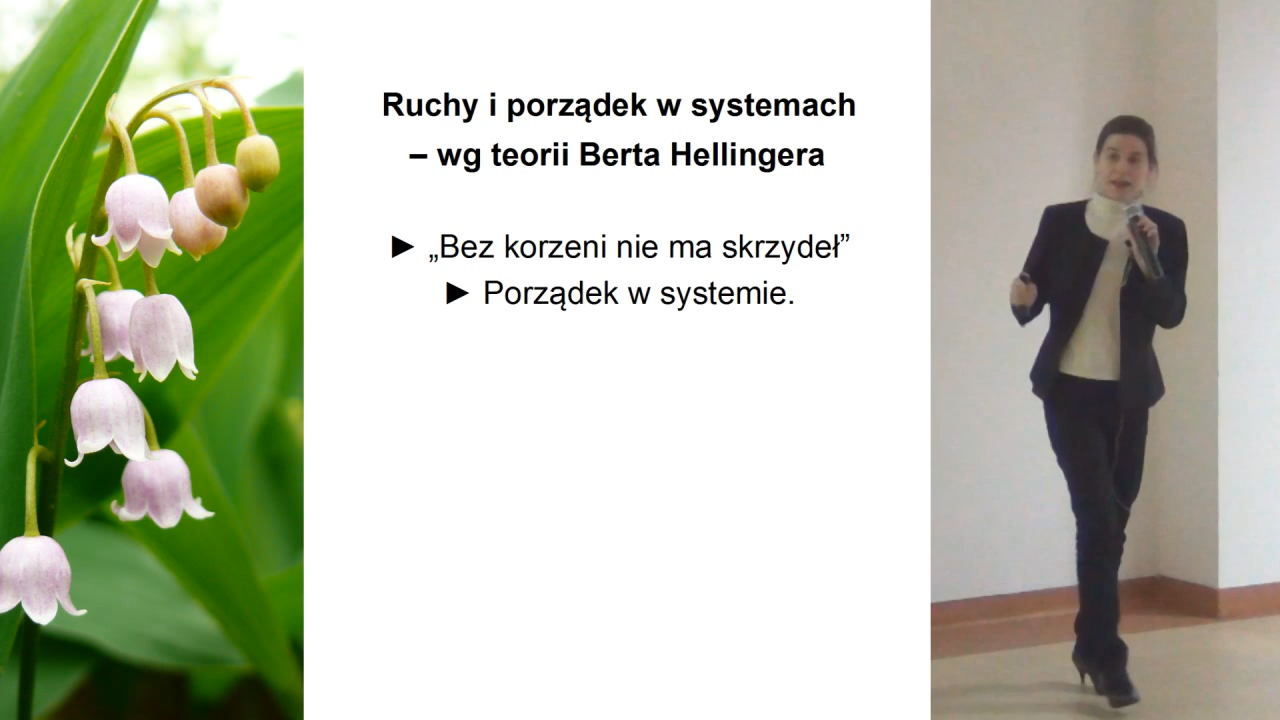 Ruchy i porządek w systemach
– wg teorii Berta Hellingera
► „Bez korzeni nie ma skrzydeł”
► Porządek w systemie.